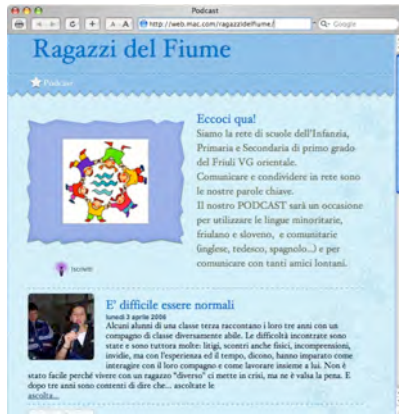 Podcast
A A
http://web.mac.com/ragazzidelfiume/
Google
Ragazzi del Fiume
Podcast
Eccoci qua!
Siamo la rete di scuole dell'Infanzia,
Primaria e Secondaria di primo grado
del Friuli VG orientale.
Comunicare e condividere in rete sono
le nostre parole chiave.
Il nostro PODCAST sarà un occasione
per utilizzare le lingue minoritarie,
friulano e sloveno, e comunitarie
(inglese, tedesco, spagnolo...) e per
comunicare con tanti amici lontani.
Iscriviti
E' difficile essere normali
lunedì 3 aprile 2006
Alcuni alunni di una classe terza raccontano i loro tre anni con un
compagno di classe diversamente abile. Le difficoltà incontrate sono
state e sono tuttora molte: litigi, scontri anche fisici, incomprensioni,
invidie, ma con l'esperienza ed il tempo, dicono, hanno imparato come
interagire con il loro compagno e come lavorare insieme a lui. Non è
stato facile perché vivere con un ragazzo "diverso" ci mette in crisi, ma ne è valsa la pena. E
dopo tre anni sono contenti di dire che... ascoltate le
ascolta...